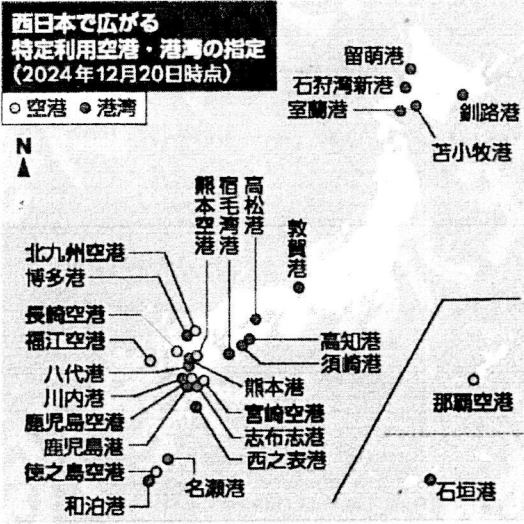 西日本で広がる
特定利用空港・港湾の指定
(2024年12月20日時点)
○空港 ●港湾
N
留萌港
石狩湾新港
室蘭港
釧路港
苫小牧港
熊本空港
宿毛湾港
高松港
敦賀港
北九州空港
博多港
長崎空港
福江空港
八代港
川内港
鹿児島空港
鹿児島港
徳之島空港
和泊港
高知港
須崎港
熊本港
宮崎空港
志布志港
西之表港
名瀬港
那覇空港
石垣港